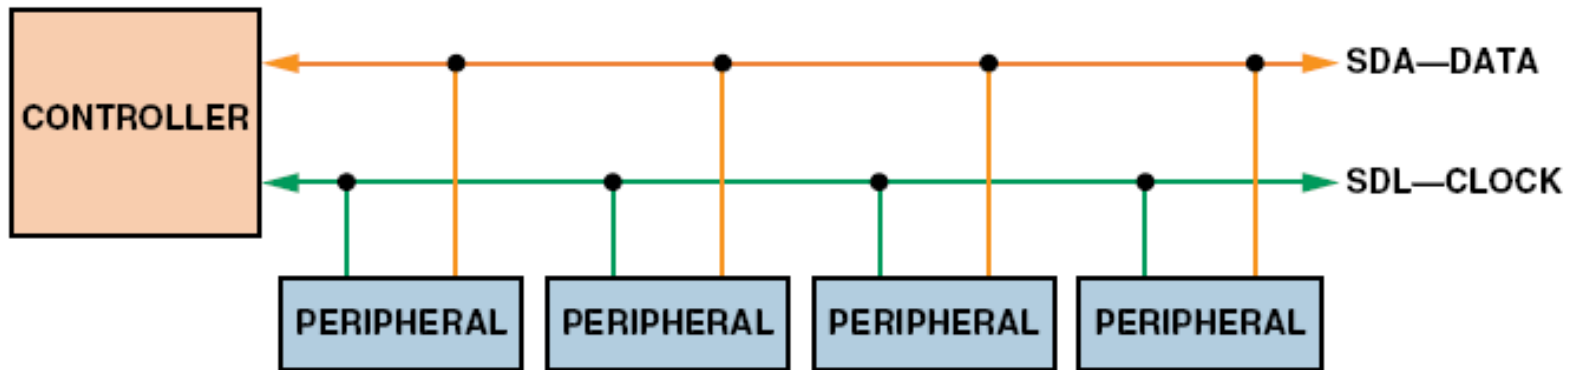 CONTROLLER
SDA—DATA
SDL—CLOCK
PERIPHERAL
PERIPHERAL
PERIPHERAL
PERIPHERAL